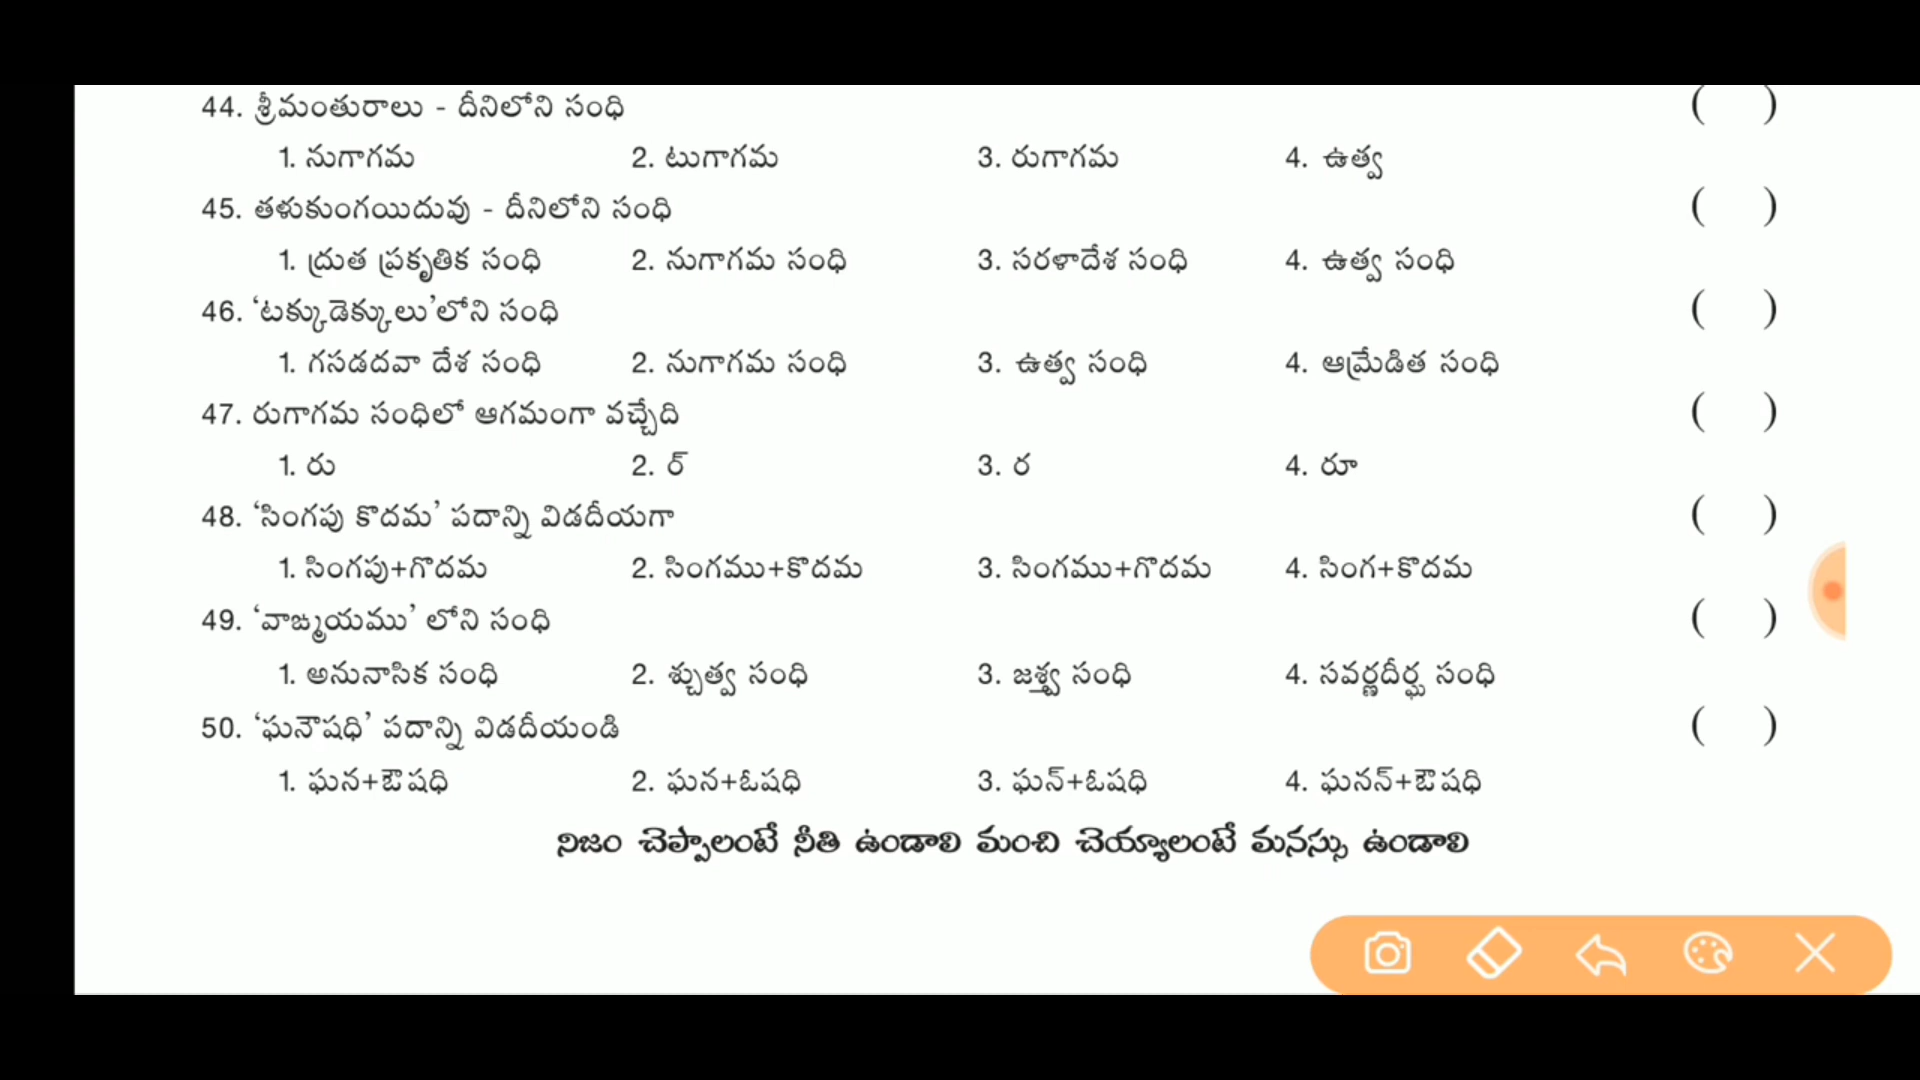 44. శ్రీమంతురాలు - దీనిలోని సంధి ( )
1. నుగాగమ 2. టుగాగమ 3. రుగాగమ 4. ఉత్వ
45. తళుకుంగయిదువు - దీనిలోని సంధి ( )
1. ద్రుత ప్రకృతిక సంధి 2. నుగాగమ సంధి 3. సరళాదేశ సంధి 4. ఉత్వ సంధి
46. ‘టక్కుడెక్కులు’లోని సంధి ( )
1. గసడదవా దేశ సంధి 2. నుగాగమ సంధి 3. ఉత్వ సంధి 4. ఆమ్రేడిత సంధి
47. రుగాగమ సంధిలో ఆగమంగా వచ్చేది ( )
1. రు 2. ర్ 3. ర 4. రూ
48. ‘సింగపు కొదమ’ పదాన్ని విడదీయగా ( )
1. సింగపు+గొదమ 2. సింగము+కొదమ 3. సింగము+గొదమ 4. సింగ+కొదమ
49. ‘వాఙ్మయము’ లోని సంధి ( )
1. అనునాసిక సంధి 2. శ్చుత్వ సంధి 3. జశ్త్వ సంధి 4. సవర్ణదీర్ఘ సంధి
50. ‘ఘనౌషధి’ పదాన్ని విడదీయండి ( )
1. ఘన+ఔషధి 2. ఘన+ఓషధి 3. ఘన్+ఓషధి 4. ఘనన్+ఔషధి
నిజం చెప్పాలంటే నీతి ఉండాలి మంచి చెయ్యాలంటే మనస్సు ఉండాలి